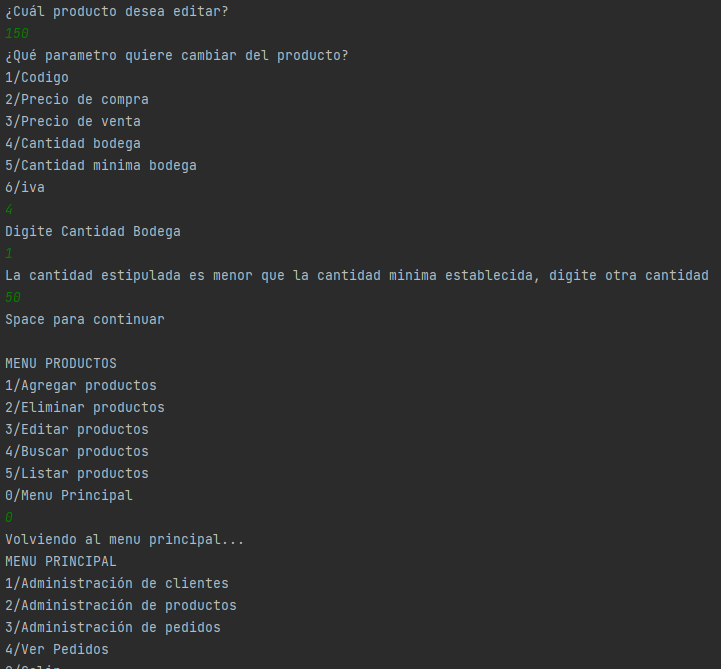 ¿Cuál producto desea editar?
150
¿Qué parametro quiere cambiar del producto?
1/Codigo
2/Precio de compra
3/Precio de venta
4/Cantidad bodega
5/Cantidad minima bodega
6/iva
4
Digite Cantidad Bodega
1
La cantidad estipulada es menor que la cantidad minima establecida, digite otra cantidad
50
Space para continuar
MENU PRODUCTOS
1/Agregar productos
2/Eliminar productos
3/Editar productos
4/Buscar productos
5/Listar productos
0/Menu Principal
0
Volviendo al menu principal...
MENU PRINCIPAL
1/Administración de clientes
2/Administración de productos
3/Administración de pedidos
4/Ver Pedidos